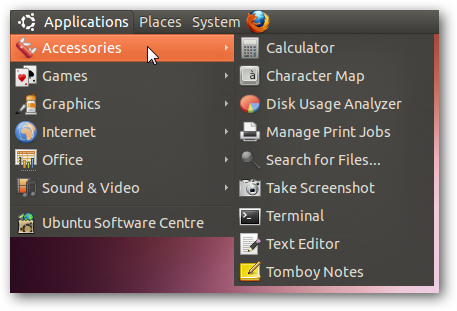 Applications Places System
Accessories
Games
Graphics
Internet
Office
Sound & Video
Ubuntu Software Centre
Calculator
Character Map
Disk Usage Analyzer
Manage Print Jobs
Search for Files...
Take Screenshot
Terminal
Text Editor
Tomboy Notes